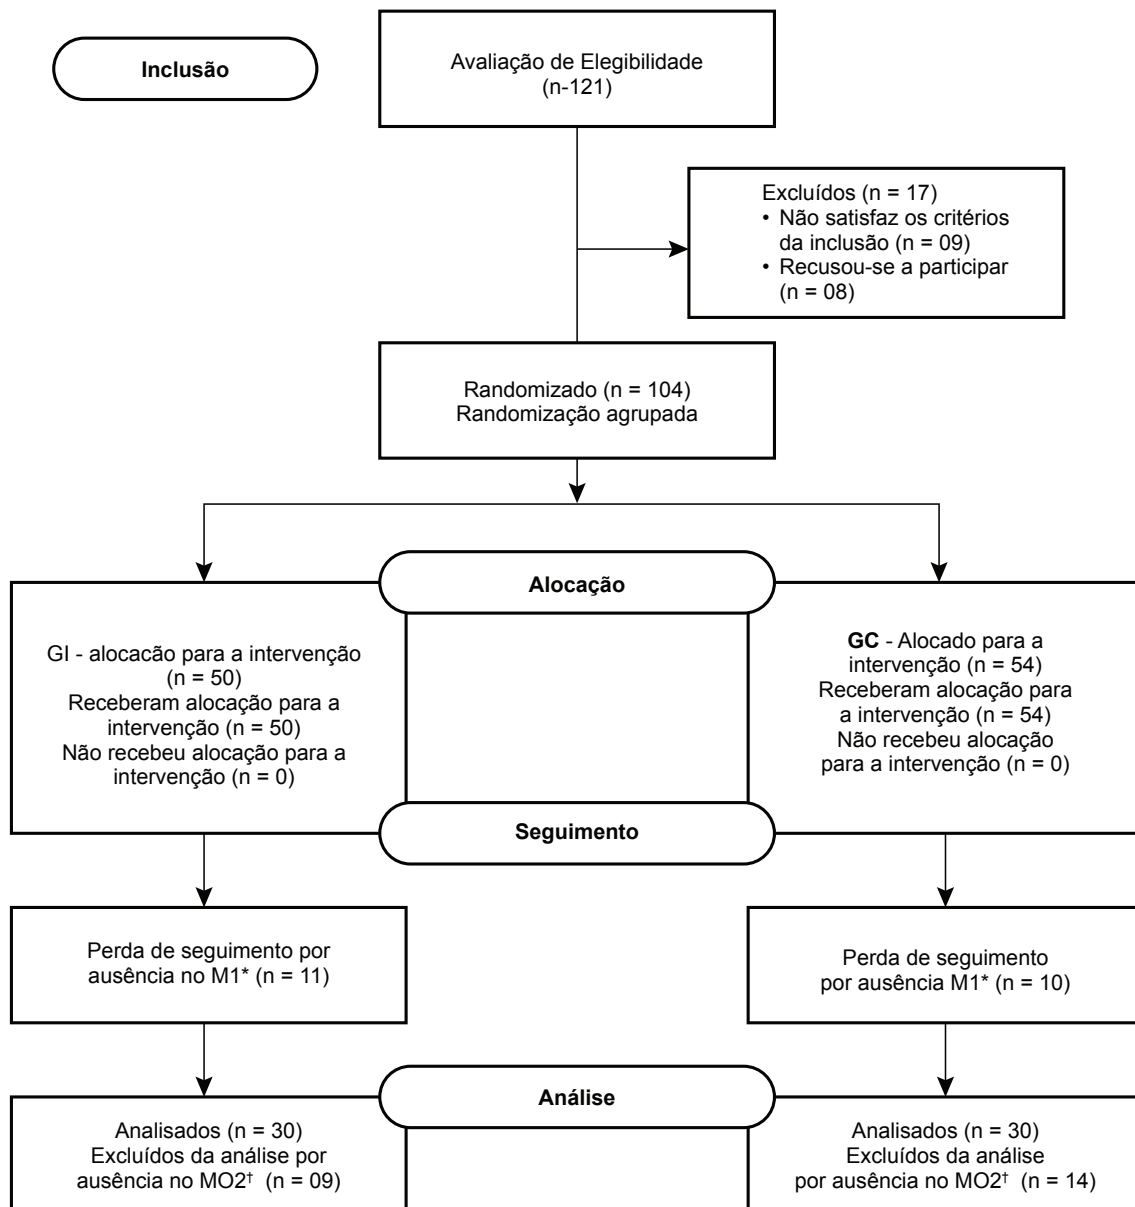 Inclusão
Avaliação de Elegibilidade
(n-121)
Excluídos (n = 17)
• Não satisfaz os critérios
da inclusão (n = 09)
• Recusou-se a participar
(n = 08)
Randomizado (n = 104)
Randomização agrupada
Alocação
GI - alocacão para a intervenção
(n = 50)
Receberam alocação para a
intervenção (n = 50)
Não recebeu alocação para a
intervenção (n = 0)
GC - Alocado para a
intervenção (n = 54)
Receberam alocação para
a intervenção (n = 54)
Não recebeu alocação
para a intervenção (n = 0)
Seguimento
Perda de seguimento por
ausência no M1* (n = 11)
Perda de seguimento
por ausência M1* (n = 10)
Análise
Analisados (n = 30)
Excluídos da análise por
ausência no MO2† (n = 09)
Analisados (n = 30)
Excluídos da análise
por ausência no MO2† (n = 14)